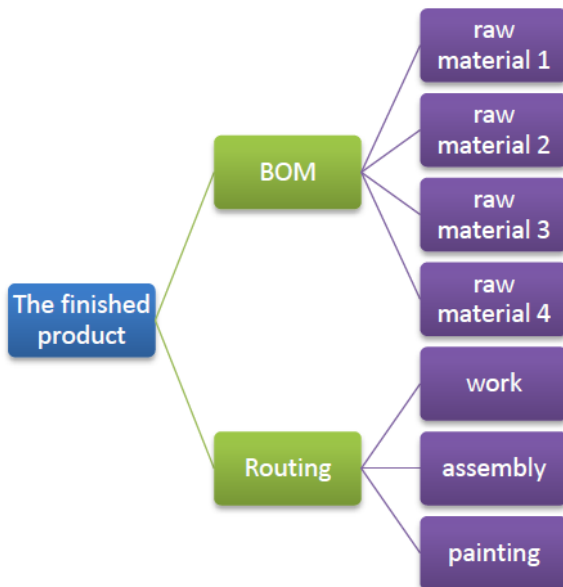 raw
material 1
raw
material 2
BOM
raw
material 3
raw
material 4
The finished
product
work
Routing
assembly
painting